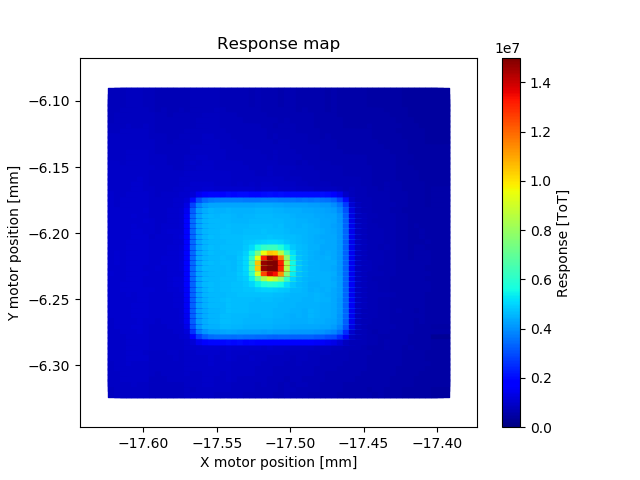 Response map
1e7
1.4
1.2
1.0
0.8
0.6
0.4
0.2
0.0
Response [ToT]
−6.10
−6.15
−6.20
−6.25
−6.30
Y motor position [mm]
−17.60 −17.55 −17.50 −17.45 −17.40
X motor position [mm]